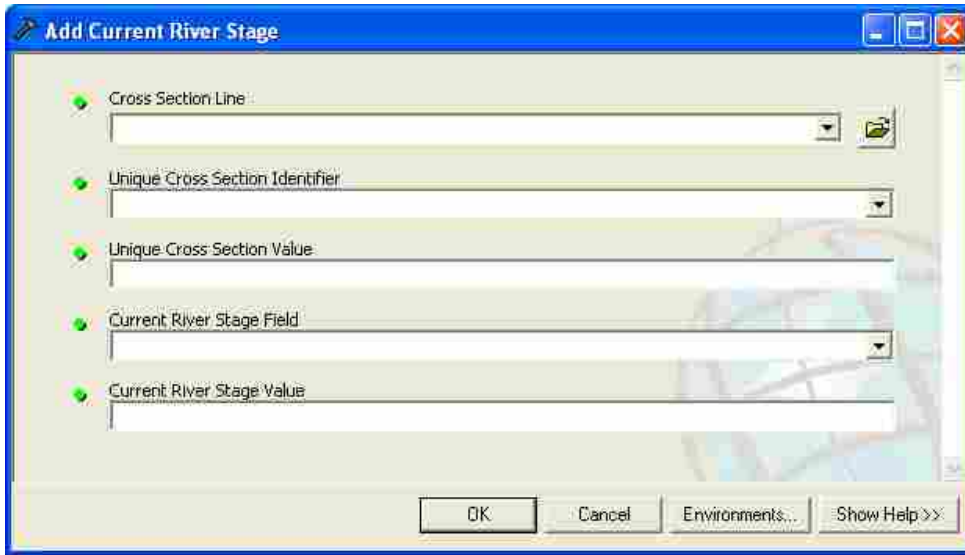 Add Current River Stage
Cross Section Line
Unique Cross Section Identifier
Unique Cross Section Value
Current River Stage Field
Current River Stage Value
OK Cancel Environments... Show Help >>